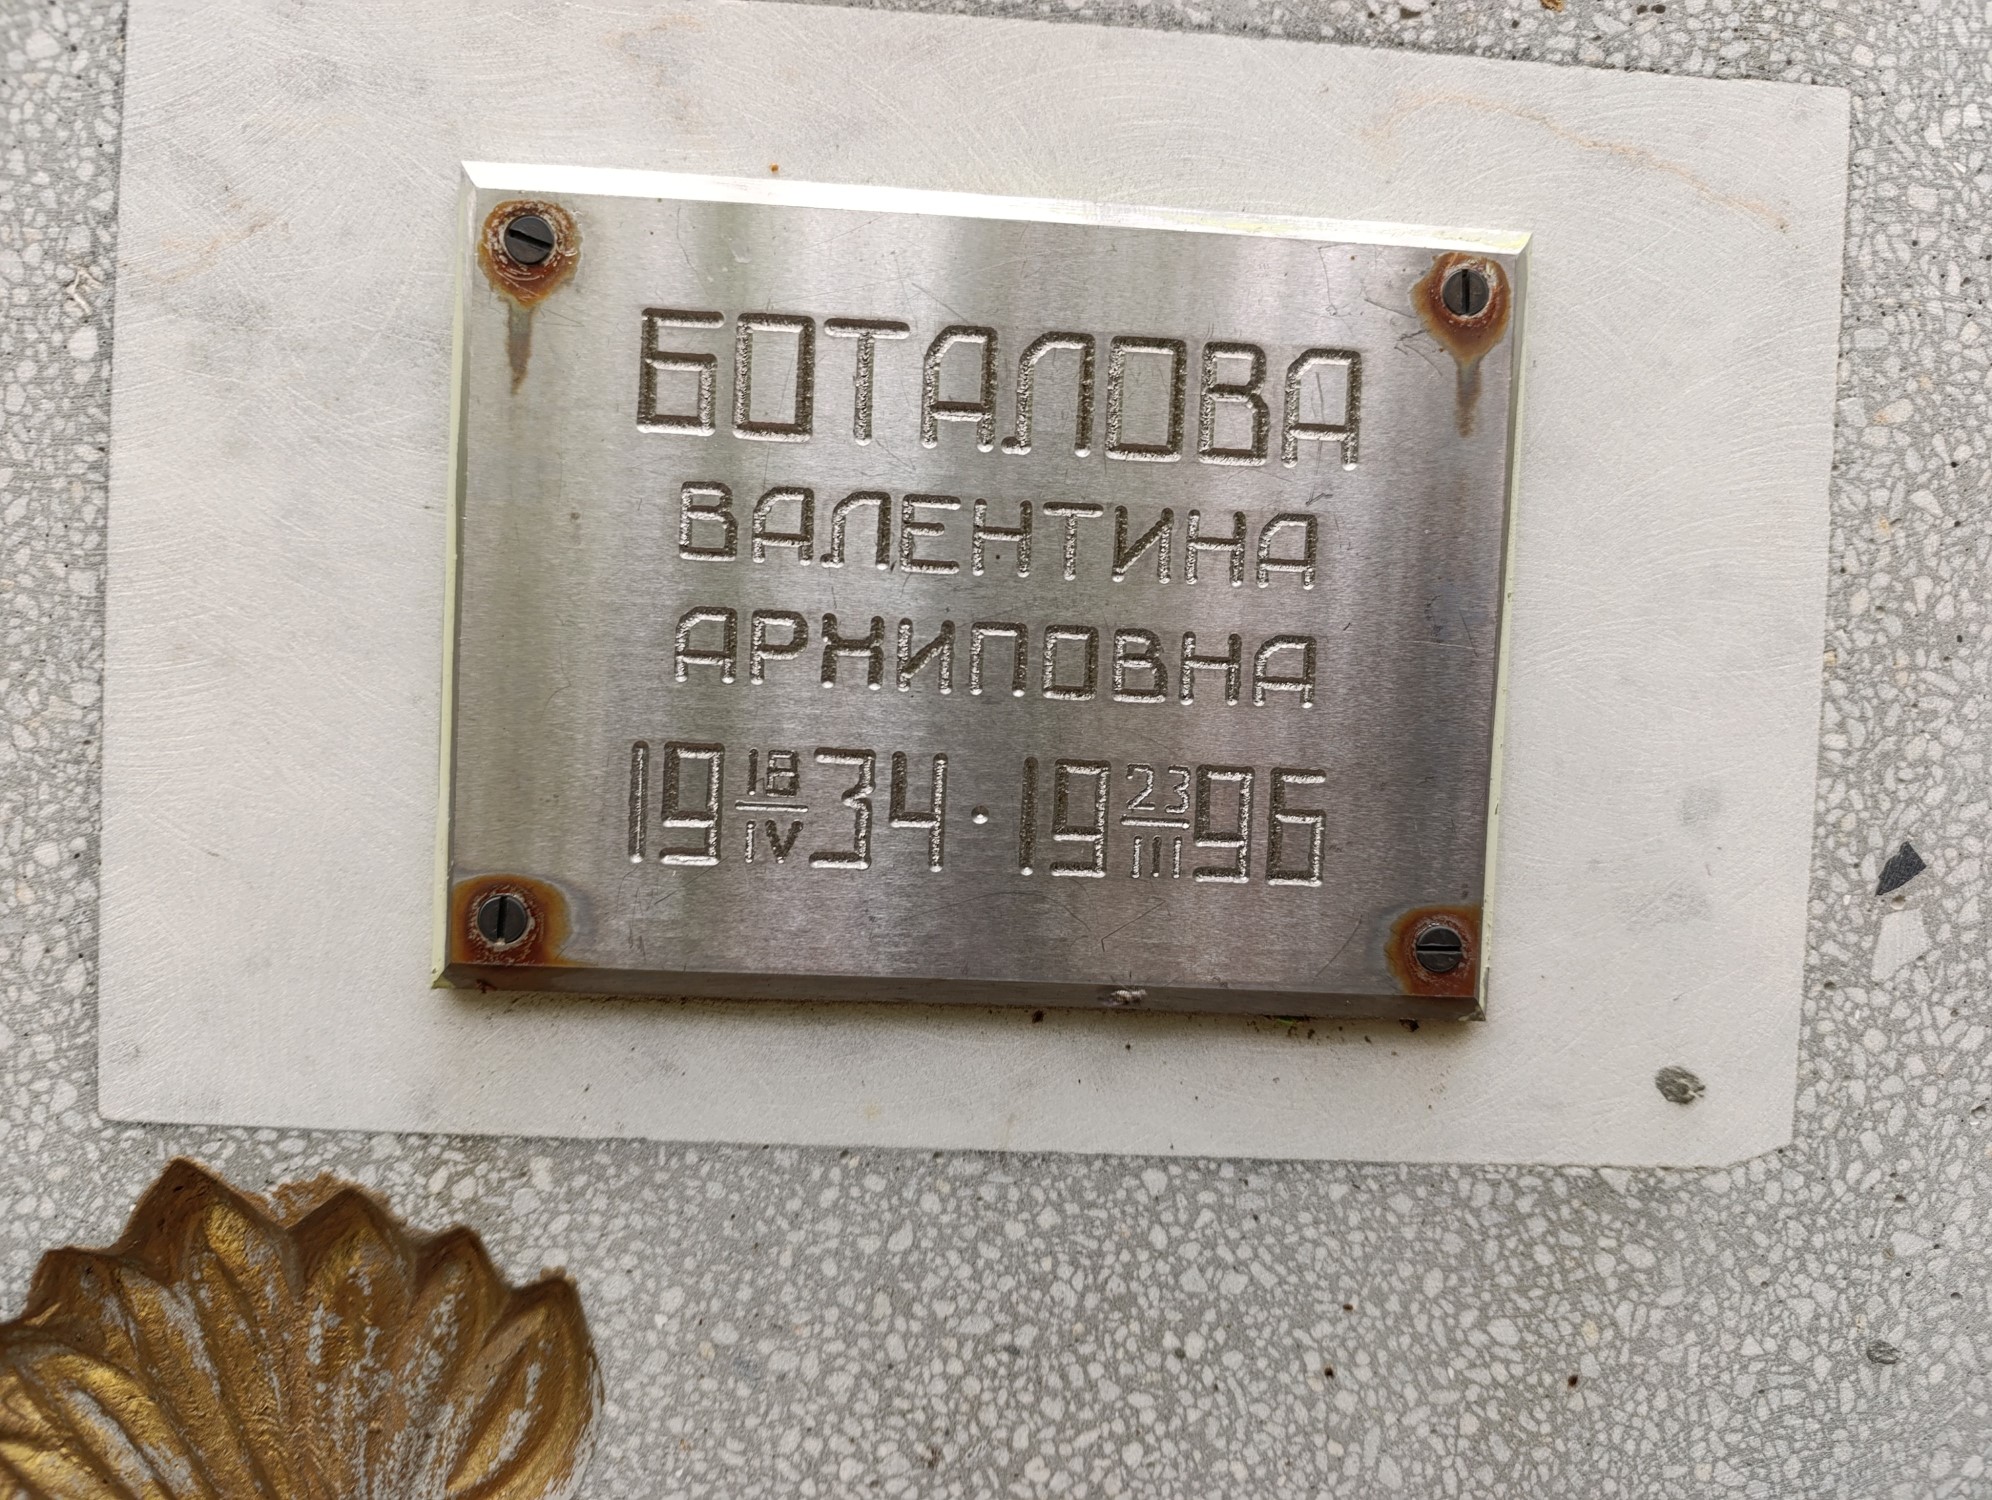 БОТАЛОВА
ВАЛЕНТИНА
АРХИПОВНА
19 18/IV 34 · 19 23/III 96